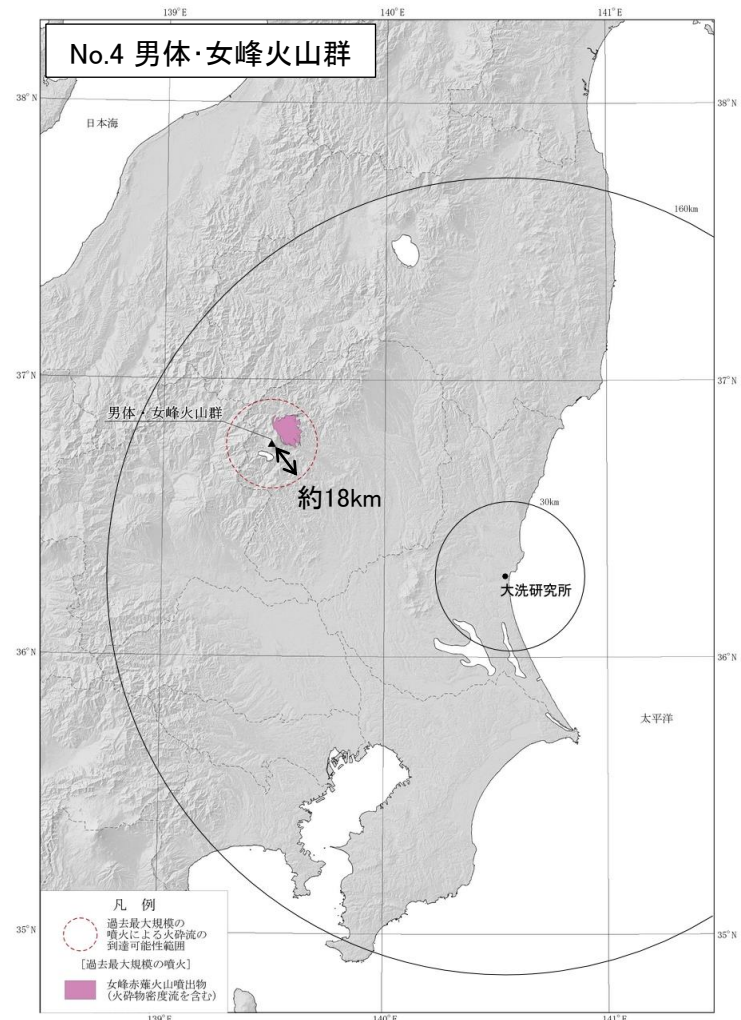 139°E
140°E
141°E
No.4 男体・女峰火山群
38°N
38°N
日本海
160km
37°N
37°N
男体・女峰火山群
約18km
30km
大洗研究所
36°N
36°N
太平洋
凡 例
過去最大規模の
噴火による火砕流の
到達可能性範囲
[過去最大規模の噴火]
女峰赤薙火山噴出物
(火砕物密度流を含む)
35°N
35°N
139°E
140°E
141°E